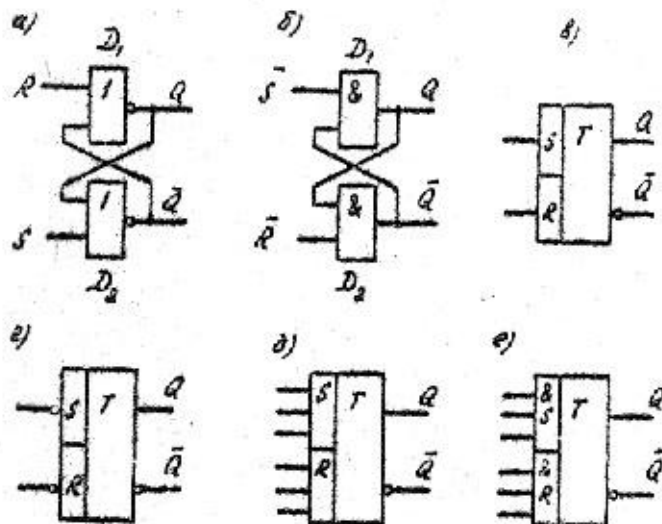 а)
D₁
R 1 Q
1 Q̄
S
D₂
б)
D₁
S̄ & Q
& Q̄
R̄
D₂
в)
S T Q
R Q̄
г)
S T Q
R Q̄
д)
S T Q
R Q̄
е)
&
S T Q
R Q̄